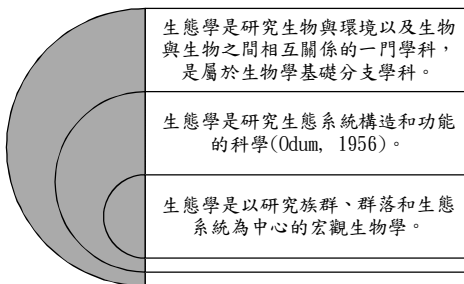 生態學是研究生物與環境以及生物
與生物之間相互關係的一門學科，
是屬於生物學基礎分支學科。
生態學是研究生態系統構造和功能
的科學(Odum, 1956)。
生態學是以研究族群、群落和生態
系統為中心的宏觀生物學。